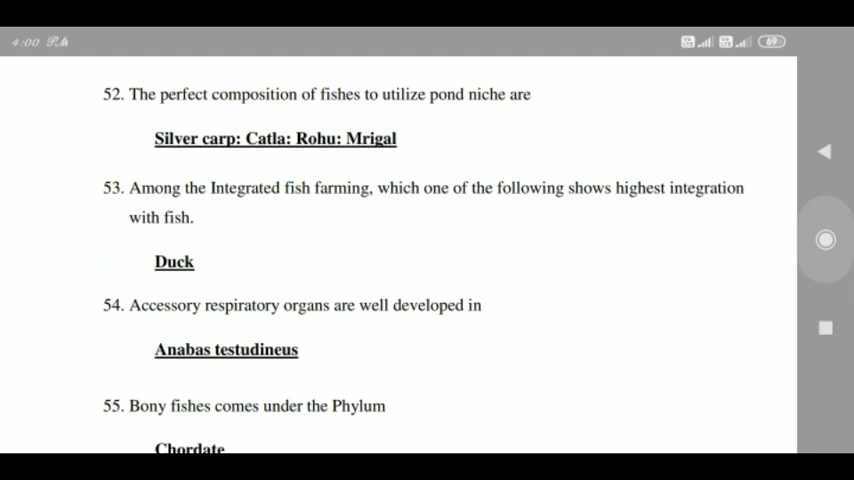 4:00 PM
69
52. The perfect composition of fishes to utilize pond niche are
Silver carp: Catla: Rohu: Mrigal
53. Among the Integrated fish farming, which one of the following shows highest integration
with fish.
Duck
54. Accessory respiratory organs are well developed in
Anabas testudineus
55. Bony fishes comes under the Phylum
Chordate